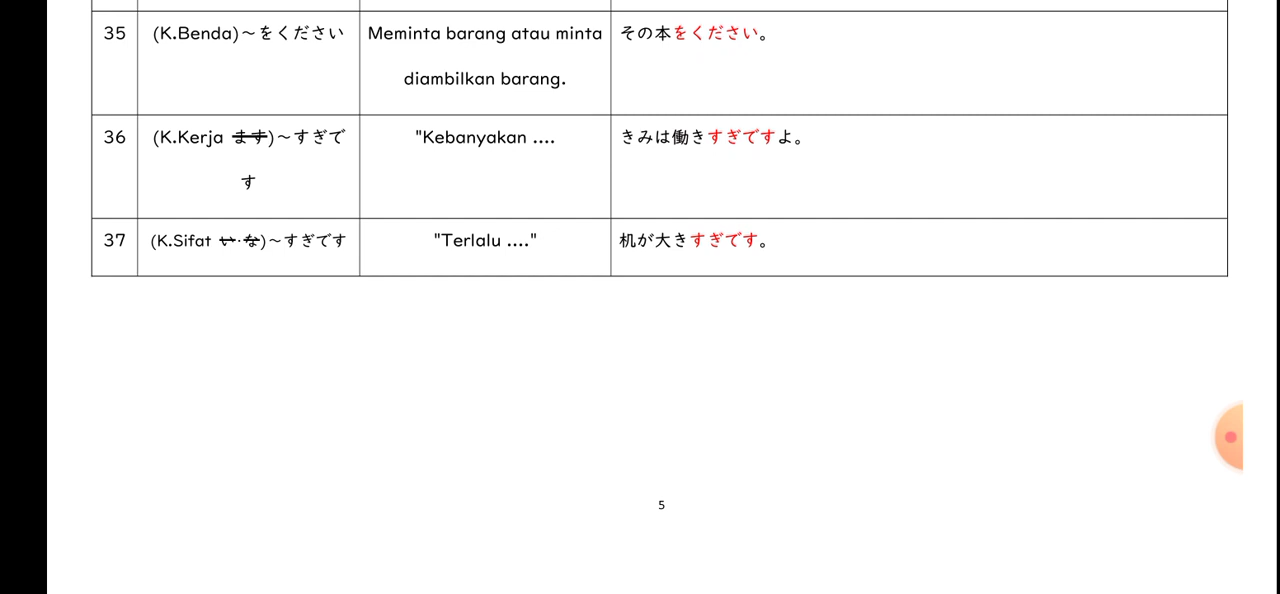 35 (K.Benda)～をください Meminta barang atau minta その本をください。
diambilkan barang.
36 (K.Kerja ます)～すぎで "Kebanyakan .... きみは働きすぎですよ。
す
37 (K.Sifat い·な)～すぎです "Terlalu ...." 机が大きすぎです。
5